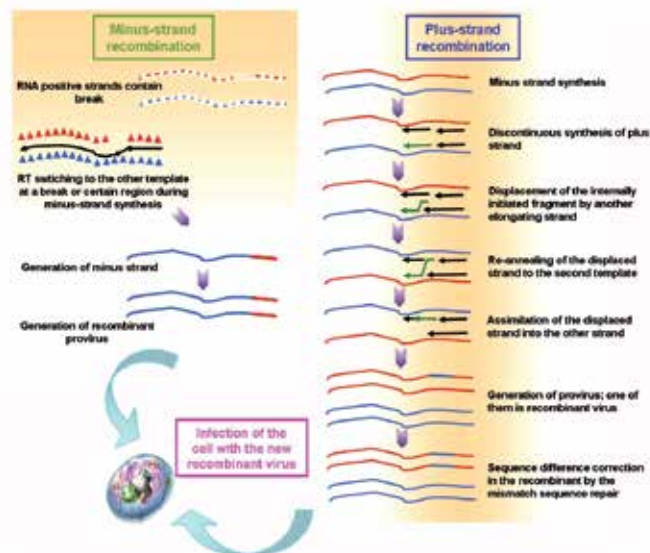 Minus-strand
recombination
RNA positive strands contain
break
RT swtiching to the other template
at a break or certain region during
minus-strand synthesis
Generation of minus strand
Generation of recombinant
provirus
Plus-strand
recombination
Minus strand synthesis
Discontinuous synthesis of plus
strand
Displacement of the internally
initiated fragment by another
elongating strand
Re-annealing of the displaced
strand to the second template
Assimilation of the displaced
strand into the other strand
Generation of provirus; one of
them is recombinant virus
Sequence difference correction
in the recombinant by the
mismatch sequence repair
Infection of the
cell with the new
recombinant virus